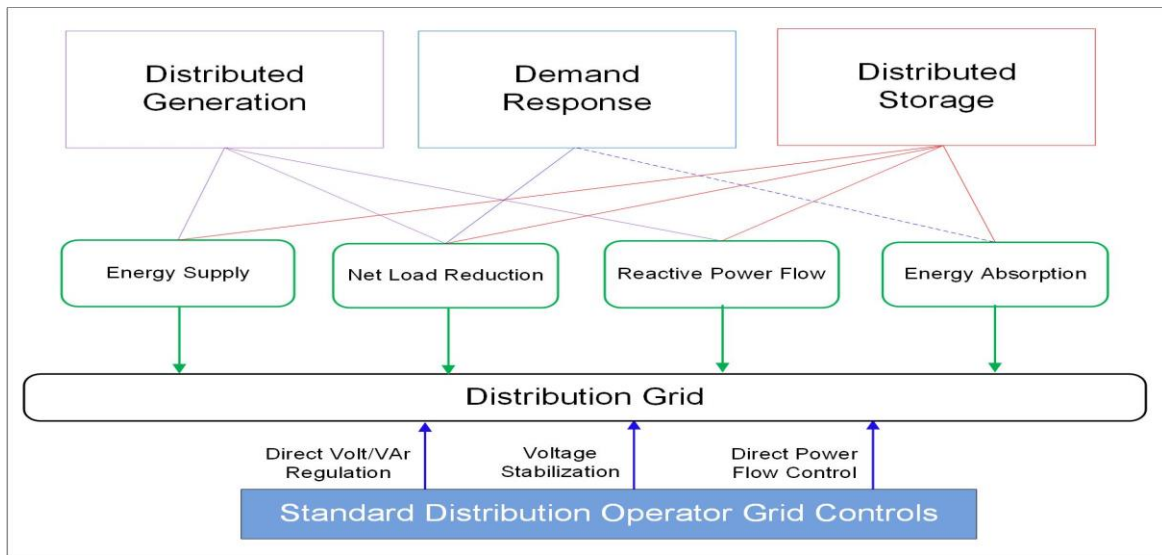 Distributed
Generation
Demand
Response
Distributed
Storage
Energy Supply
Net Load Reduction
Reactive Power Flow
Energy Absorption
Distribution Grid
Direct Volt/VAr
Regulation
Voltage
Stabilization
Direct Power
Flow Control
Standard Distribution Operator Grid Controls